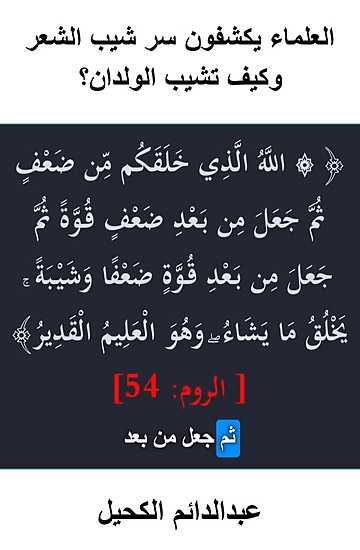 العلماء يكشفون سر شيب الشعر
وكيف تشيب الولدان؟
﴿ ۞ اللَّهُ الَّذِي خَلَقَكُم مِّن ضَعْفٍ
ثُمَّ جَعَلَ مِن بَعْدِ ضَعْفٍ قُوَّةً ثُمَّ
جَعَلَ مِن بَعْدِ قُوَّةٍ ضَعْفًا وَشَيْبَةً ۚ
يَخْلُقُ مَا يَشَاءُ ۖ وَهُوَ الْعَلِيمُ الْقَدِيرُ﴾
[ الروم: 54]
ثم جعل من بعد
عبدالدائم الكحيل